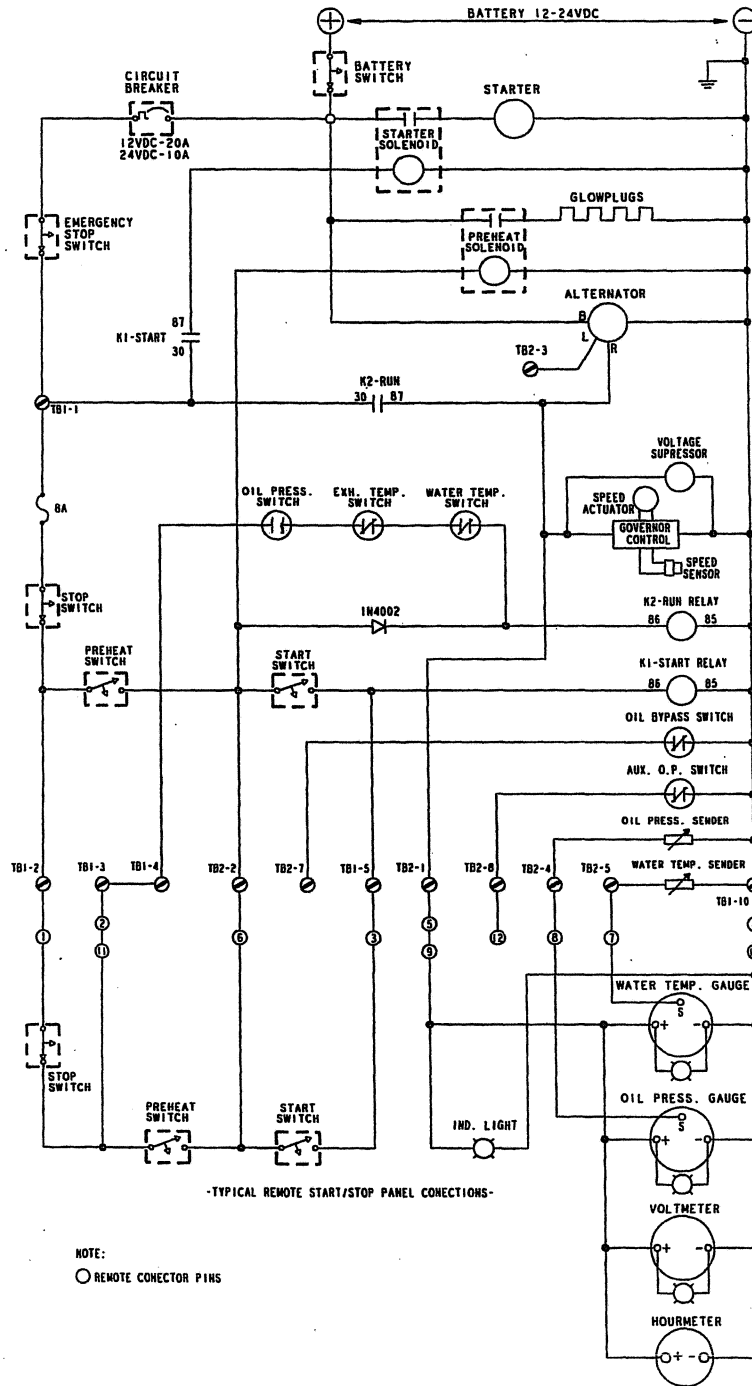 BATTERY 12-24VDC
BATTERY
SWITCH
CIRCUIT
BREAKER
12VDC-20A
24VDC-10A
STARTER
STARTER
SOLENOID
EMERGENCY
STOP
SWITCH
GLOWPLUGS
PREHEAT
SOLENOID
ALTERNATOR
B
L
R
TB2-3
87
K1-START
30
K2-RUN
30 87
TB1-1
VOLTAGE
SUPRESSOR
SPEED
ACTUATOR
GOVERNOR
CONTROL
SPEED
SENSOR
OIL PRESS.
SWITCH
EXH. TEMP.
SWITCH
WATER TEMP.
SWITCH
8A
STOP
SWITCH
1N4002
K2-RUN RELAY
86 85
PREHEAT
SWITCH
START
SWITCH
K1-START RELAY
86 85
OIL BYPASS SWITCH
AUX. O.P. SWITCH
OIL PRESS. SENDER
WATER TEMP. SENDER
TB1-2
TB1-3
TB1-4
TB2-2
TB2-7
TB1-5
TB2-1
TB2-8
TB2-4
TB2-5
TB1-10
1
2
11
6
3
5
9
12
8
7
WATER TEMP. GAUGE
S
+ -
STOP
SWITCH
PREHEAT
SWITCH
START
SWITCH
IND. LIGHT
OIL PRESS. GAUGE
S
+ -
-TYPICAL REMOTE START/STOP PANEL CONECTIONS-
VOLTMETER
+ -
NOTE:
REMOTE CONECTOR PINS
HOURMETER
+ -